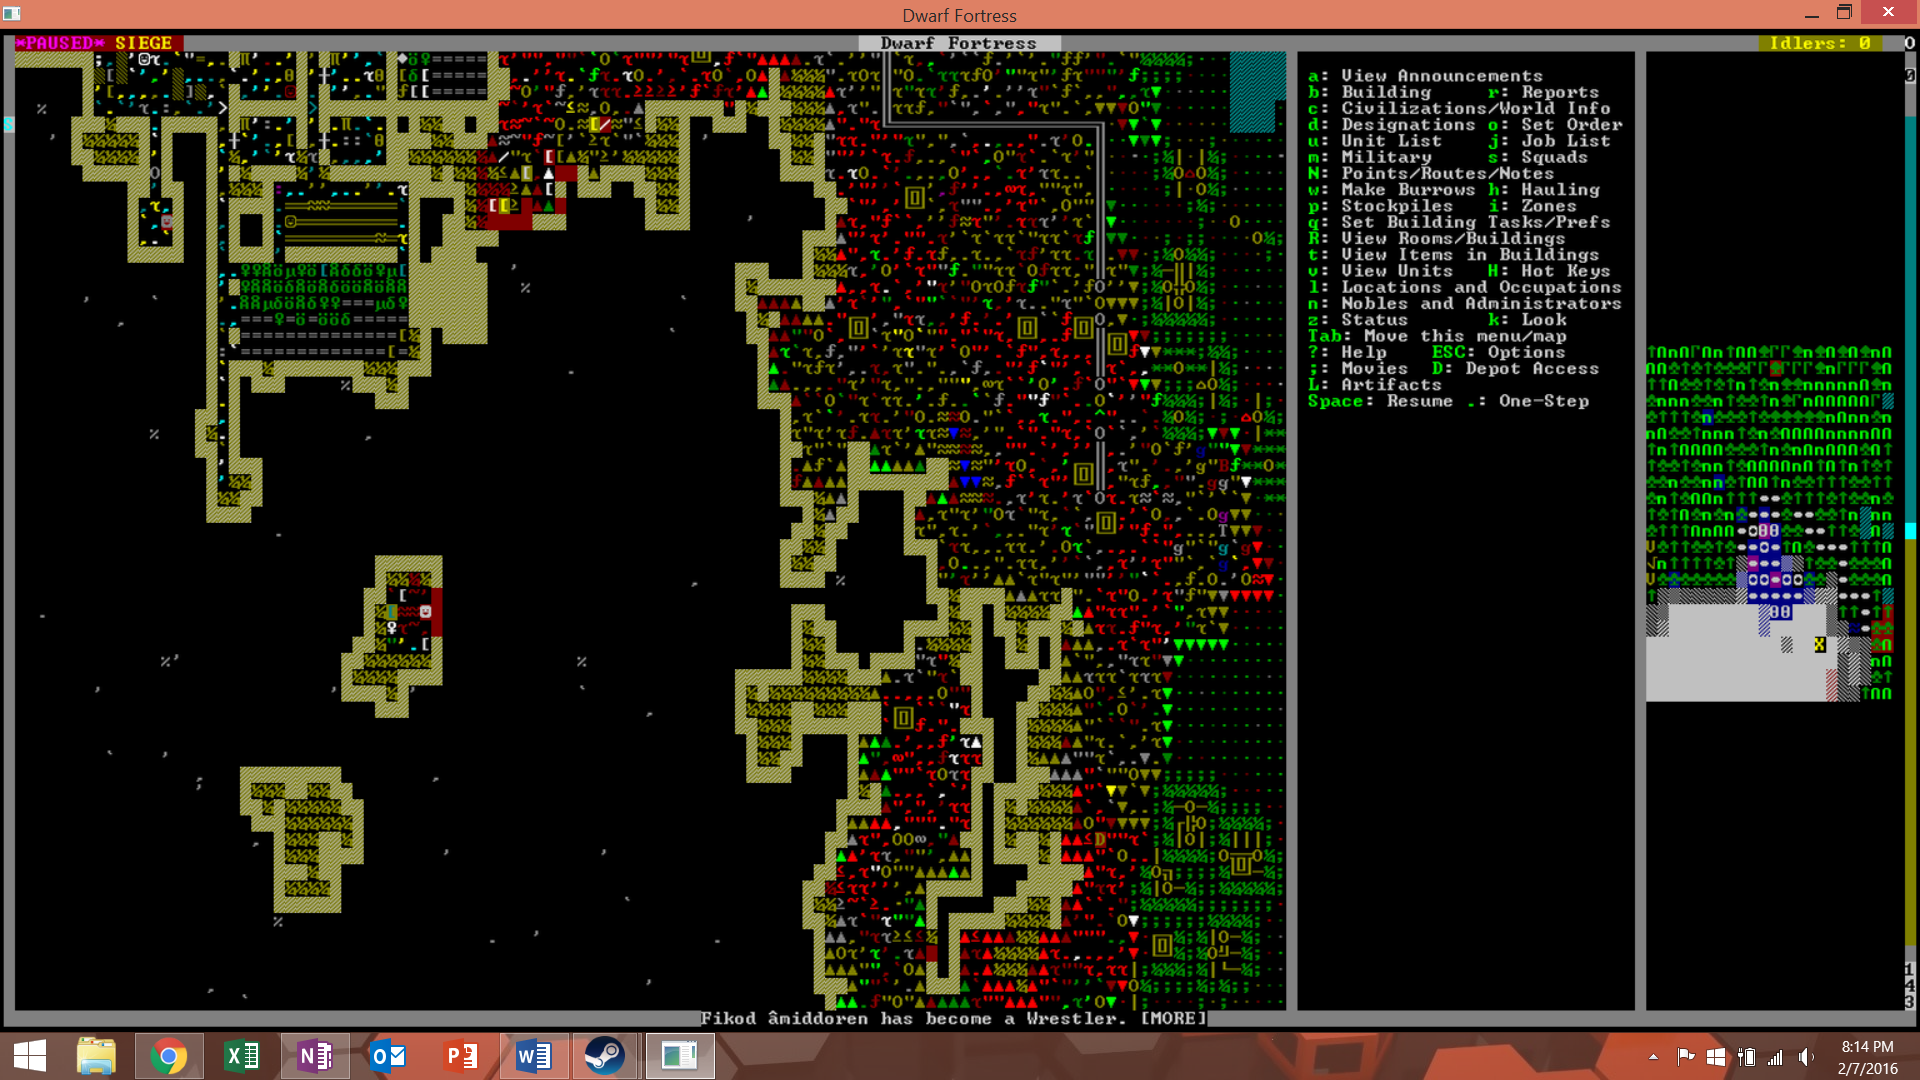 Dwarf Fortress
*PAUSED* SIEGE
Dwarf Fortress
Idlers: 0
a: View Announcements
b: Building r: Reports
c: Civilizations/World Info
d: Designations o: Set Order
u: Unit List j: Job List
m: Military s: Squads
N: Points/Routes/Notes
w: Make Burrows h: Hauling
p: Stockpiles i: Zones
q: Set Building Tasks/Prefs
R: View Rooms/Buildings
t: View Items in Buildings
v: View Units H: Hot Keys
l: Locations and Occupations
n: Nobles and Administrators
z: Status k: Look
Tab: Move this menu/map
?: Help ESC: Options
;: Movies D: Depot Access
L: Artifacts
Space: Resume .: One-Step
Fikod âmiddoren has become a Wrestler. [MORE]
8:14 PM
2/7/2016